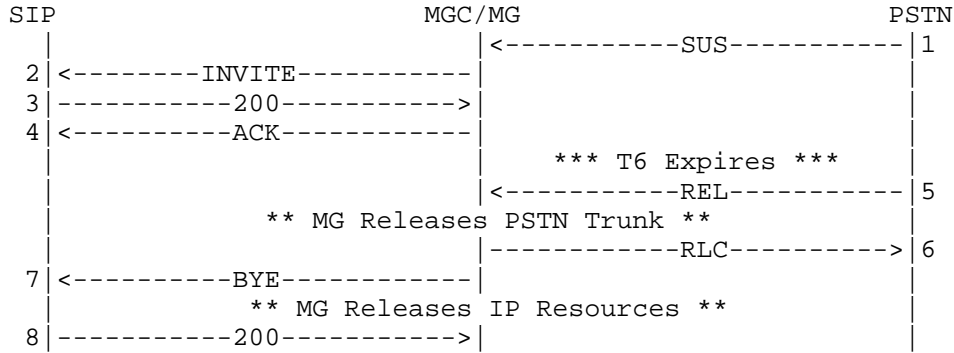 SIP                       MGC/MG                          PSTN
  |                          |<-----------SUS-----------|1
 2|<--------INVITE-----------|                          |
 3|-----------200----------->|                          |
 4|<----------ACK------------|                          |
  |                          |    *** T6 Expires ***    |
  |                          |<-----------REL-----------|5
  |             ** MG Releases PSTN Trunk **            |
  |                          |-----------RLC----------->|6
 7|<----------BYE------------|                          |
  |            ** MG Releases IP Resources **           |
 8|-----------200----------->|                          |